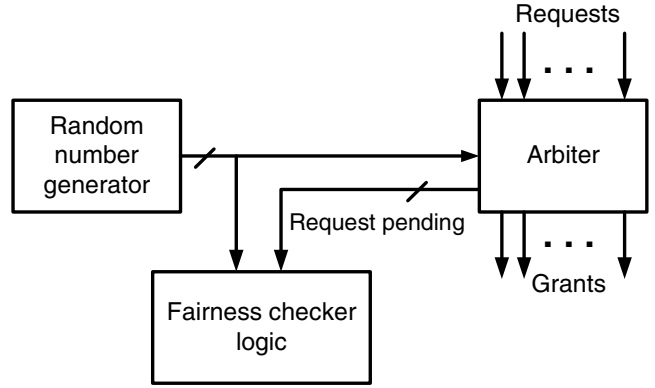 Requests
Random
number
generator
Arbiter
Request pending
Grants
Fairness checker
logic